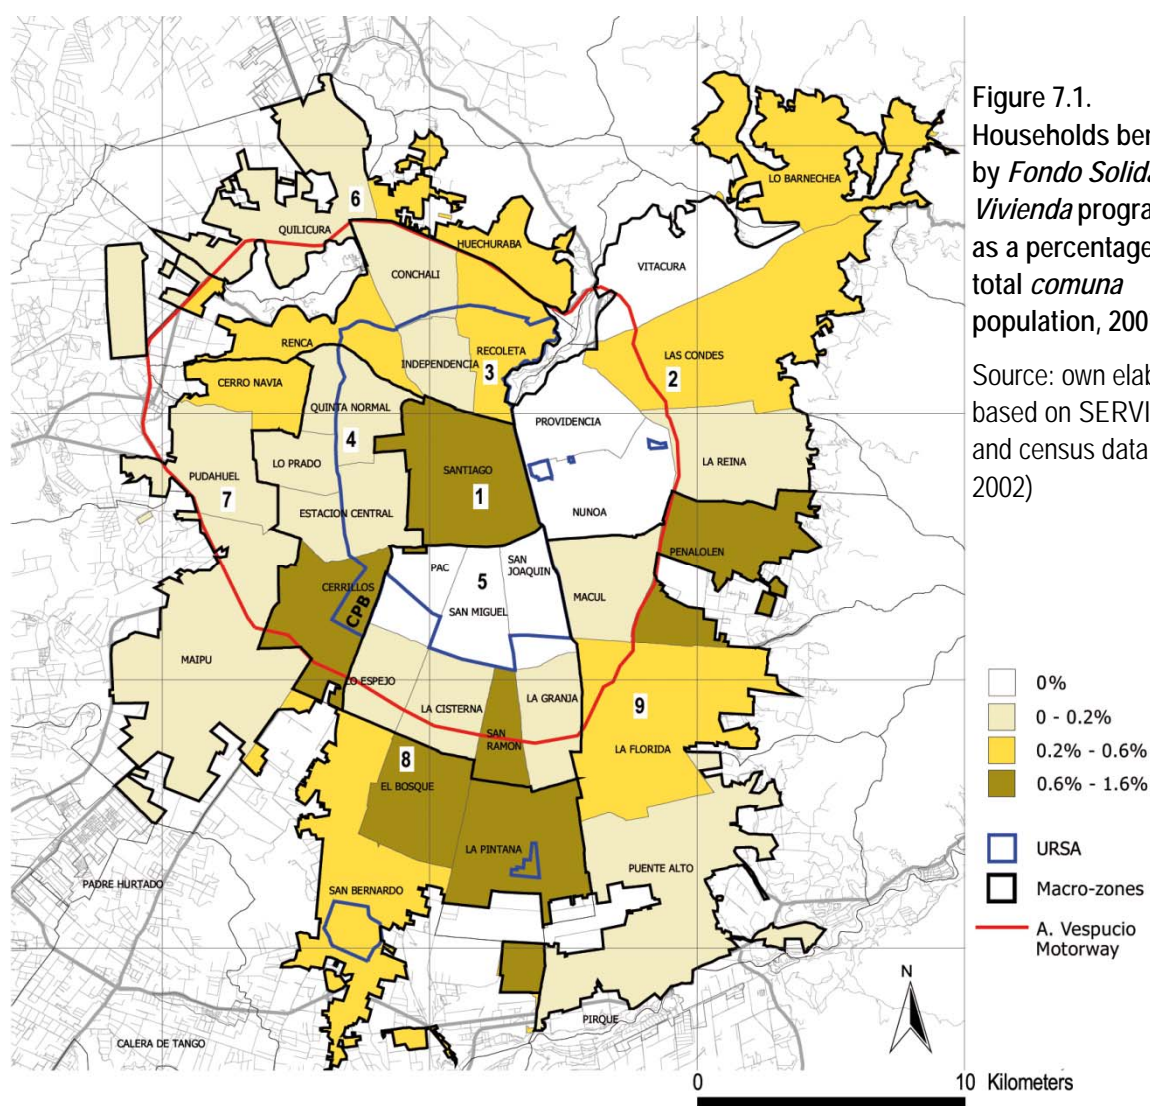 Figure 7.1.
Households ber
by Fondo Solida
Vivienda progra
as a percentage
total comuna
population, 200
Source: own elab
based on SERVI
and census data
2002)
LO BARNECHEA
6
QUILICURA
HUECHURABA
VITACURA
CONCHALI
RENCA
INDEPENDENCIA
RECOLETA
3
LAS CONDES
2
CERRO NAVIA
QUINTA NORMAL
4
PROVIDENCIA
LO PRADO
SANTIAGO
1
LA REINA
PUDAHUEL
7
ESTACION CENTRAL
NUNOA
PENALOLEN
PAC
SAN
JOAQUIN
5
CERRILLOS
CPB
SAN MIGUEL
MACUL
MAIPU
LO ESPEJO
LA CISTERNA
LA GRANJA
9
SAN
RAMON
LA FLORIDA
8
EL BOSQUE
LA PINTANA
PUENTE ALTO
PADRE HURTADO
SAN BERNARDO
PIRQUE
CALERA DE TANGO
0%
0 - 0.2%
0.2% - 0.6%
0.6% - 1.6%
URSA
Macro-zones
A. Vespucio
Motorway
N
0
10 Kilometers